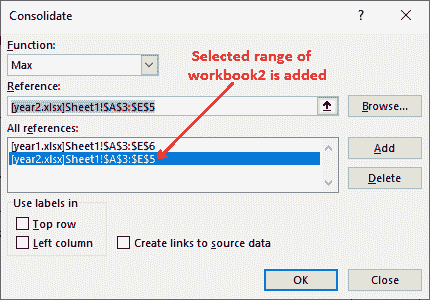 Consolidate
? ×
Function:
Max
Selected range of
workbook2 is added
Reference:
[year2.xlsx]Sheet1!$A$3:$E$5
Browse...
All references:
[year1.xlsx]Sheet1!$A$3:$E$6
[year2.xlsx]Sheet1!$A$3:$E$5
Add
Delete
Use labels in
Top row
Left column
Create links to source data
OK
Close